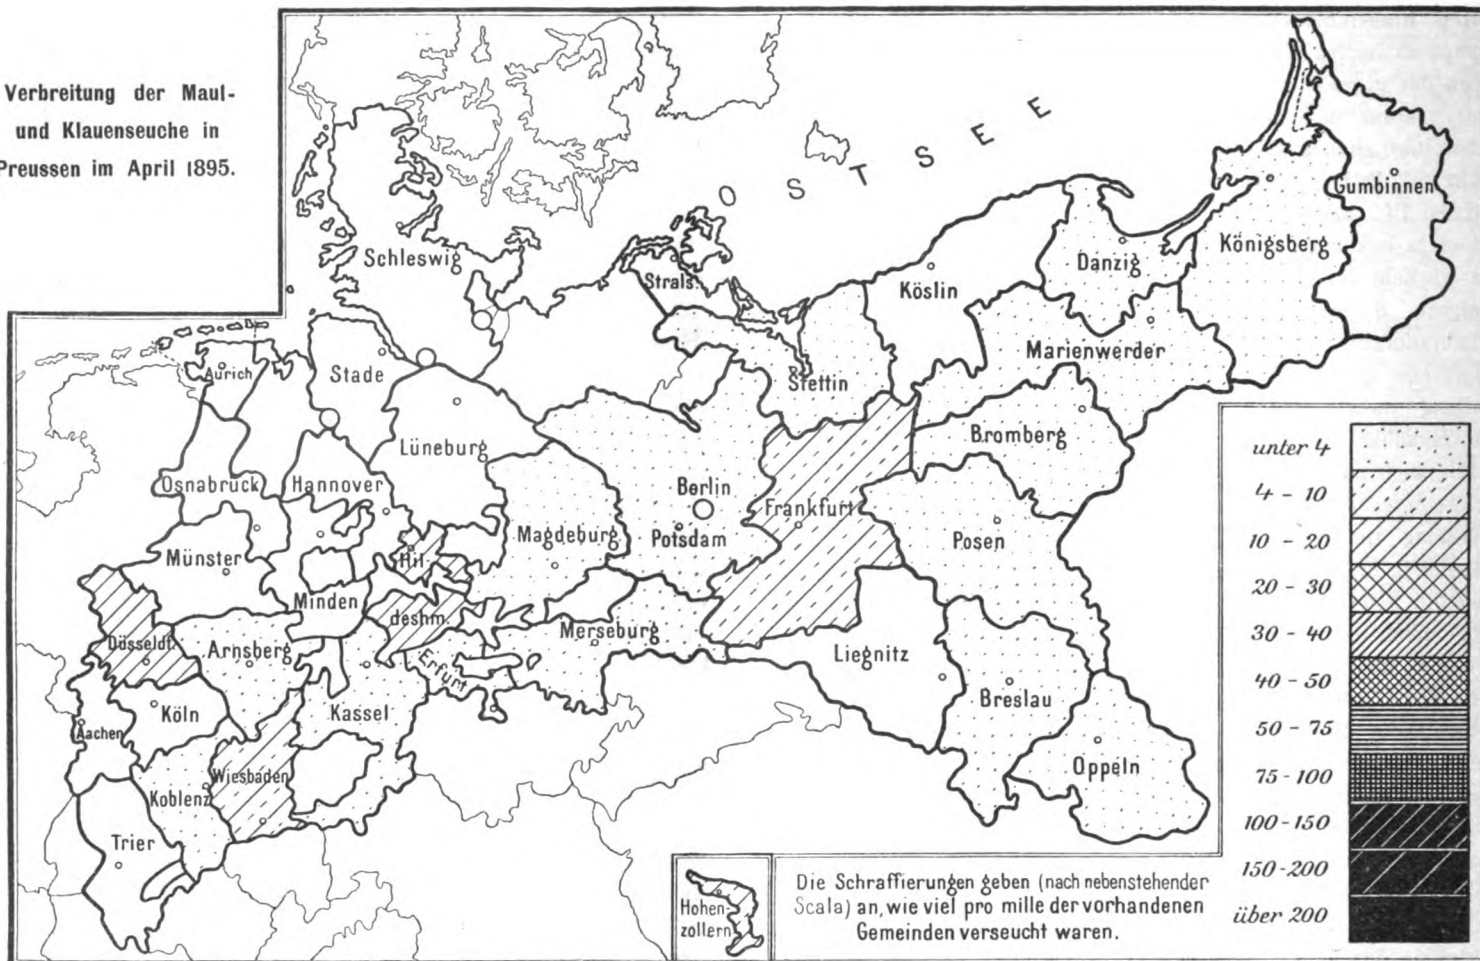 Verbreitung der Maul-
und Klauenseuche in
Preussen im April 1895.
OSTSEE
Schleswig
Strals.
Köslin
Danzig
Königsberg
Gumbinnen
Aurich
Stade
Lüneburg
Stettin
Marienwerder
Bromberg
Osnabrück
Hannover
Magdeburg
Berlin
Potsdam
Frankfurt
Posen
Münster
Hil-
deshm.
Minden
Düsseldf.
Arnsberg
Erfurt
Merseburg
Liegnitz
Breslau
Oppeln
Aachen
Köln
Kassel
Koblenz
Wiesbaden
Trier
Hohen-
zollern
Die Schraffierungen geben (nach nebenstehender
Scala) an, wie viel pro mille der vorhandenen
Gemeinden verseucht waren.
unter 4
4 - 10
10 - 20
20 - 30
30 - 40
40 - 50
50 - 75
75 - 100
100 - 150
150 - 200
über 200